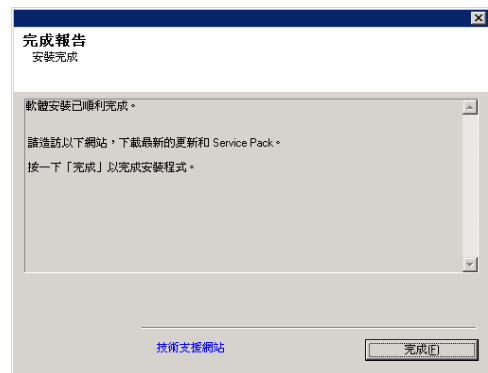 完成報告
安裝完成
軟體安裝已順利完成。
請造訪以下網站，下載最新的更新和 Service Pack。
按一下「完成」以完成安裝程式。
技術支援網站
完成(F)